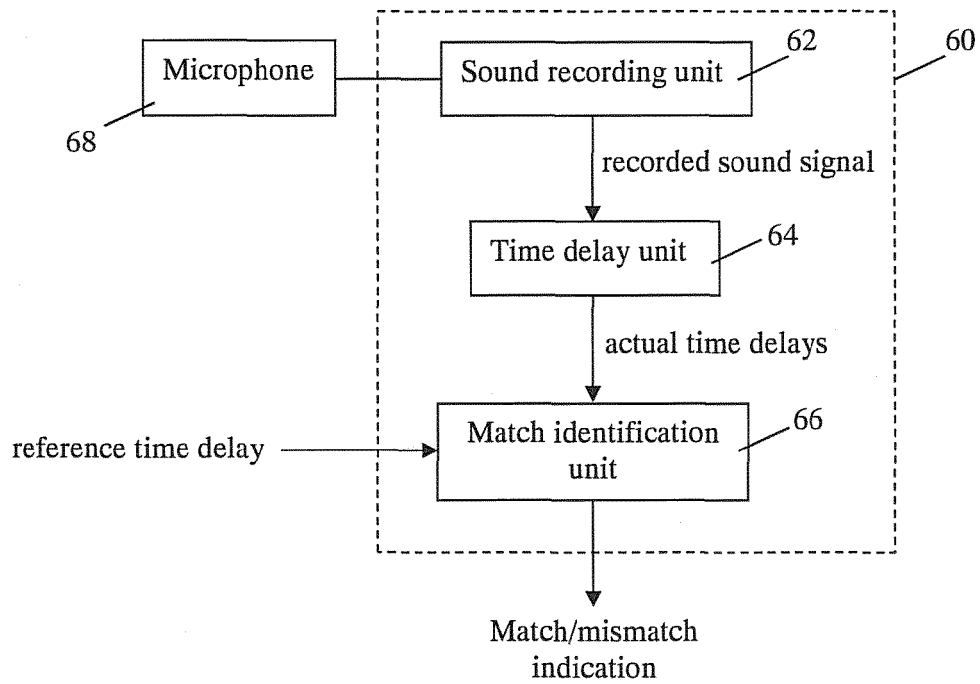 62
60
Microphone
Sound recording unit
68
recorded sound signal
64
Time delay unit
actual time delays
66
Match identification
unit
reference time delay
Match/mismatch
indication